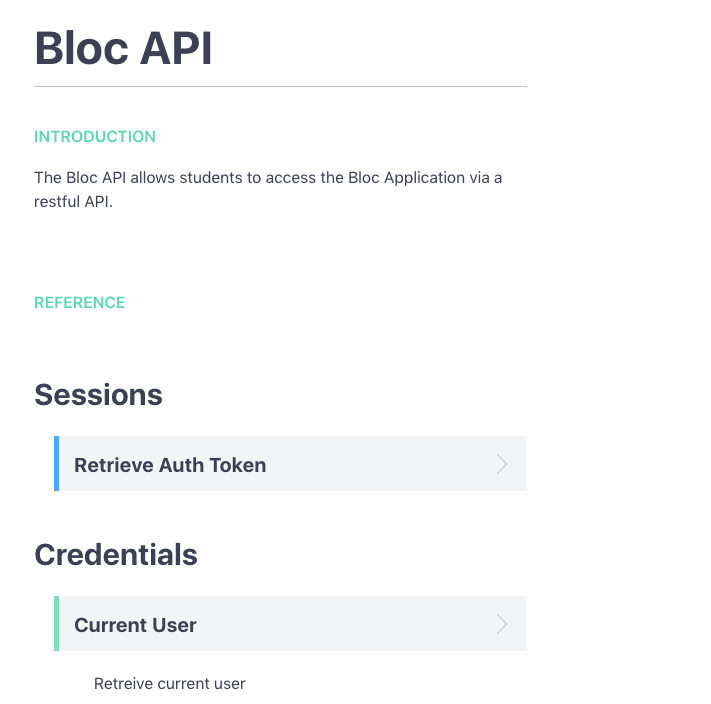 Bloc API
INTRODUCTION
The Bloc API allows students to access the Bloc Application via a
restful API.
REFERENCE
Sessions
Retrieve Auth Token
Credentials
Current User
Retreive current user